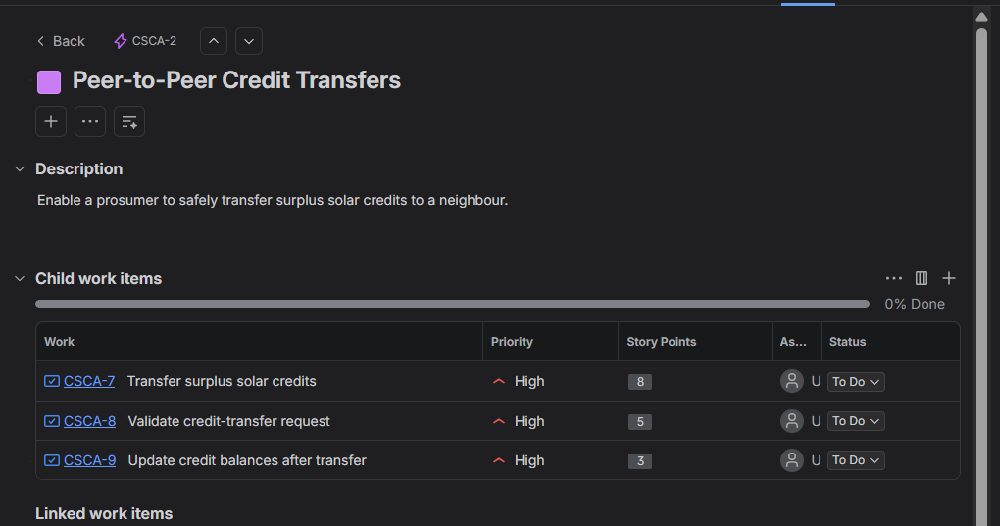 Back CSCA-2
Peer-to-Peer Credit Transfers
Description
Enable a prosumer to safely transfer surplus solar credits to a neighbour.
Child work items
0% Done
Work Priority Story Points As... Status
CSCA-7 Transfer surplus solar credits High 8 U To Do
CSCA-8 Validate credit-transfer request High 5 U To Do
CSCA-9 Update credit balances after transfer High 3 U To Do
Linked work items